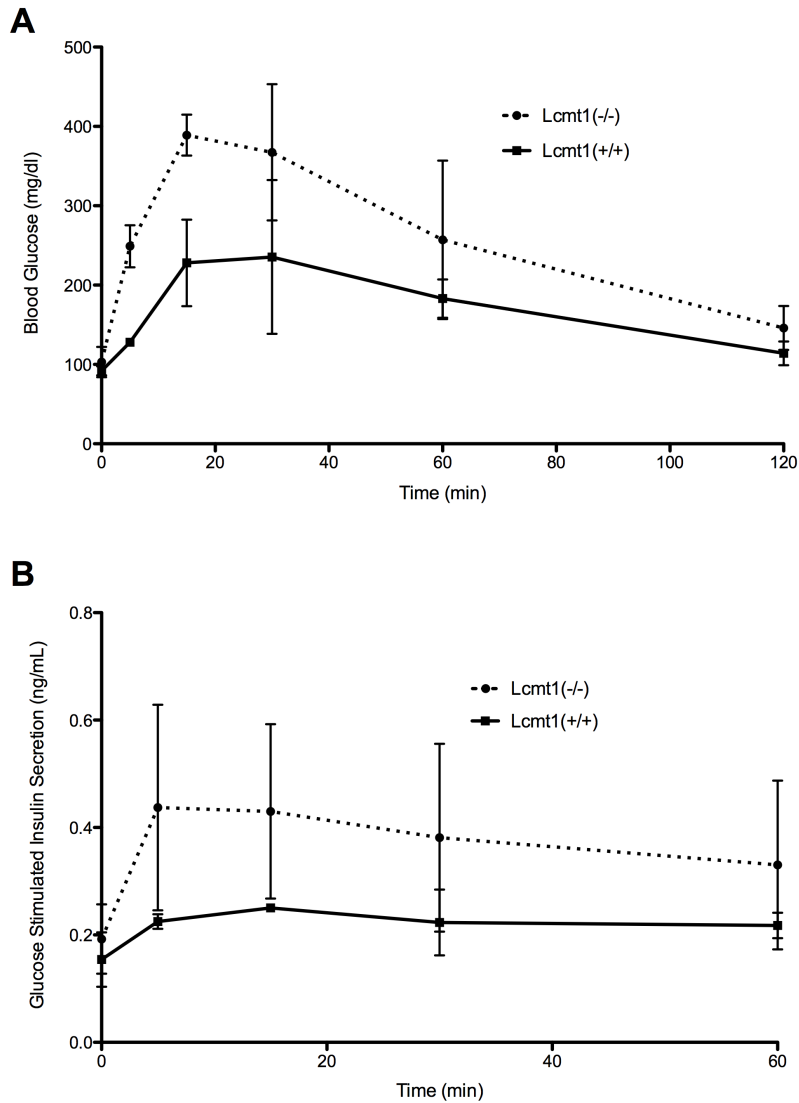 A
500
400
300
200
100
0
Blood Glucose (mg/dl)
Lcmt1(-/-)
Lcmt1(+/+)
0 20 40 60 80 100 120
Time (min)
B
0.8
0.6
0.4
0.2
0.0
Glucose Stimulated Insulin Secretion (ng/mL)
Lcmt1(-/-)
Lcmt1(+/+)
0 20 40 60
Time (min)